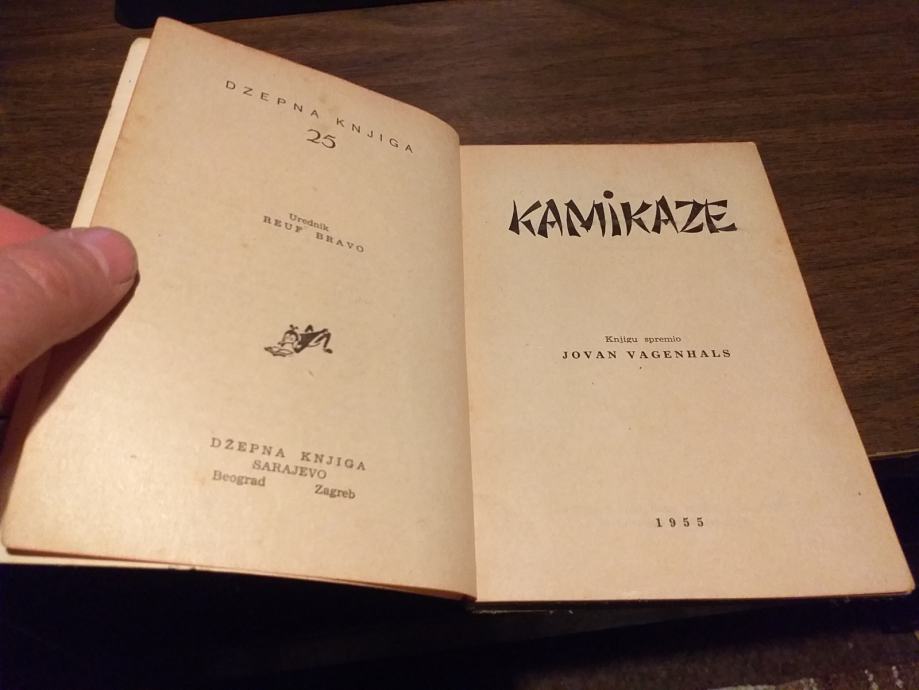 DŽEPNA KNJIGA
25
Urednik
REUF BRAVO
DŽEPNA KNJIGA
SARAJEVO
Beograd Zagreb
KAMiKAZE
Knjigu spremio
JOVAN VAGENHALS
1955